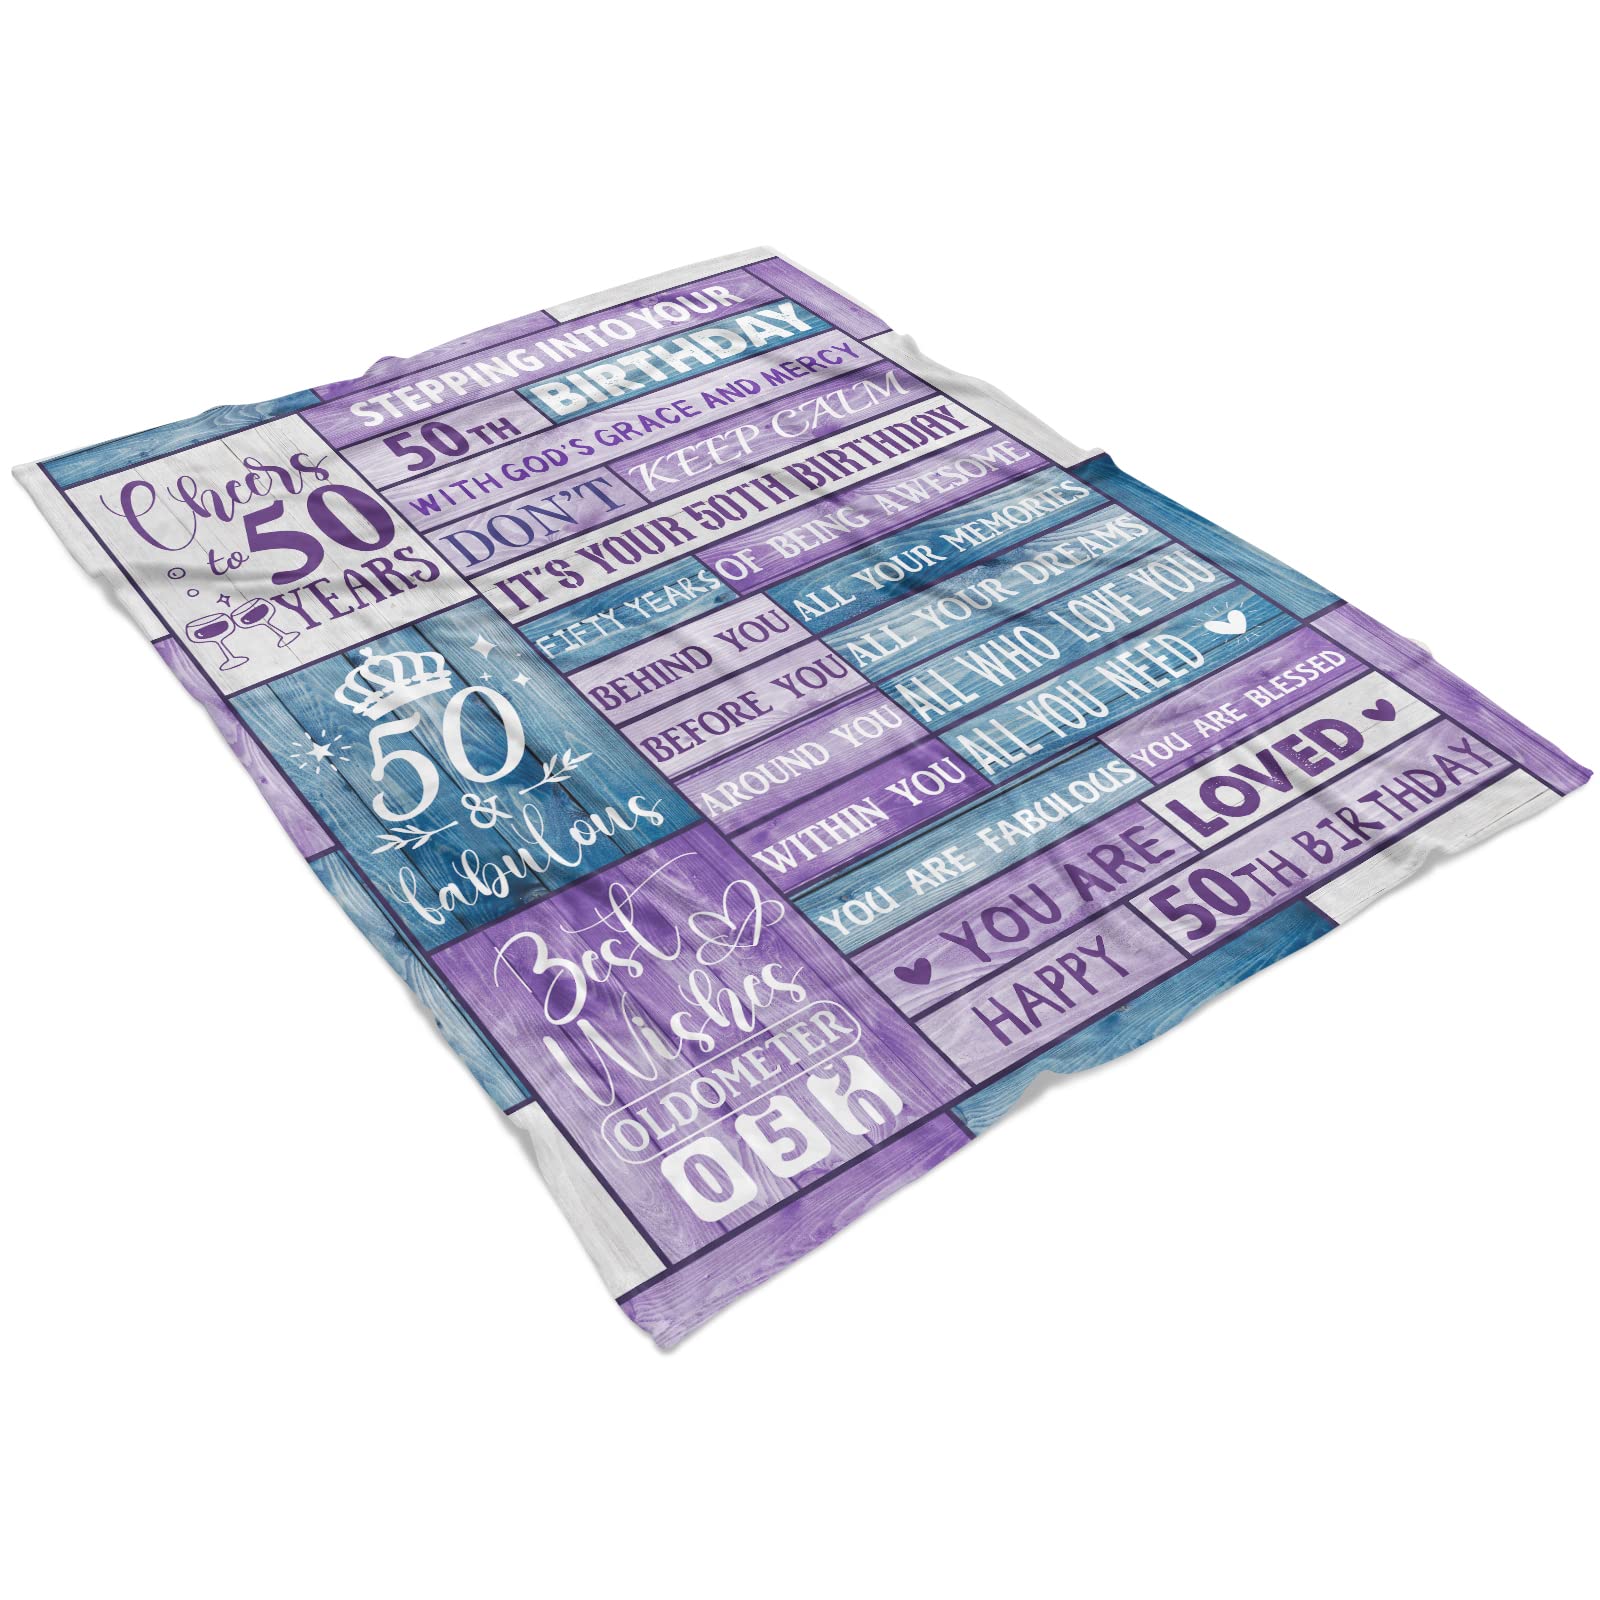 Cheers
to 50
YEARS
50
&
fabulous
Best
Wishes
OLDOMETER
0 5 0
STEPPING INTO YOUR
50TH BIRTHDAY
WITH GOD'S GRACE AND MERCY
DON'T KEEP CALM
IT'S YOUR 50TH BIRTHDAY
FIFTY YEARS OF BEING AWESOME
BEHIND YOU ALL YOUR MEMORIES
BEFORE YOU ALL YOUR DREAMS
AROUND YOU ALL WHO LOVE YOU
WITHIN YOU ALL YOU NEED
YOU ARE FABULOUS YOU ARE BLESSED
YOU ARE LOVED
HAPPY 50TH BIRTHDAY